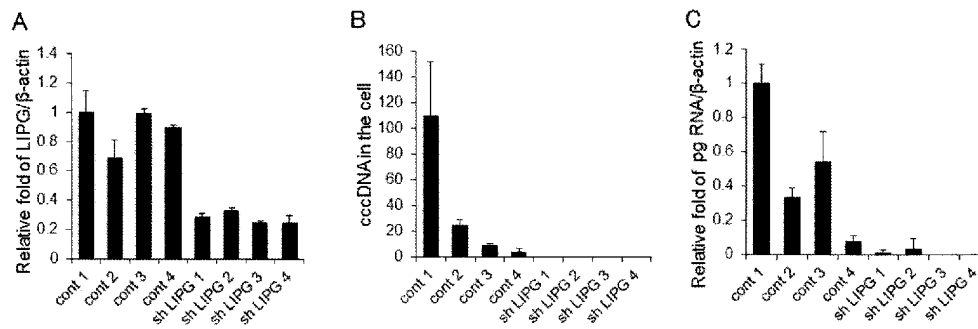 A
Relative fold of LIPG/β-actin
1.4
1.2
1
0.8
0.6
0.4
0.2
0
cont 1
cont 2
cont 3
cont 4
sh LIPG 1
sh LIPG 2
sh LIPG 3
sh LIPG 4
B
cccDNA in the cell
160
140
120
100
80
60
40
20
0
cont 1
cont 2
cont 3
cont 4
sh LIPG 1
sh LIPG 2
sh LIPG 3
sh LIPG 4
C
Relative fold of pg RNA/β-actin
1.2
1
0.8
0.6
0.4
0.2
0
cont 1
cont 2
cont 3
cont 4
sh LIPG 1
sh LIPG 2
sh LIPG 3
sh LIPG 4